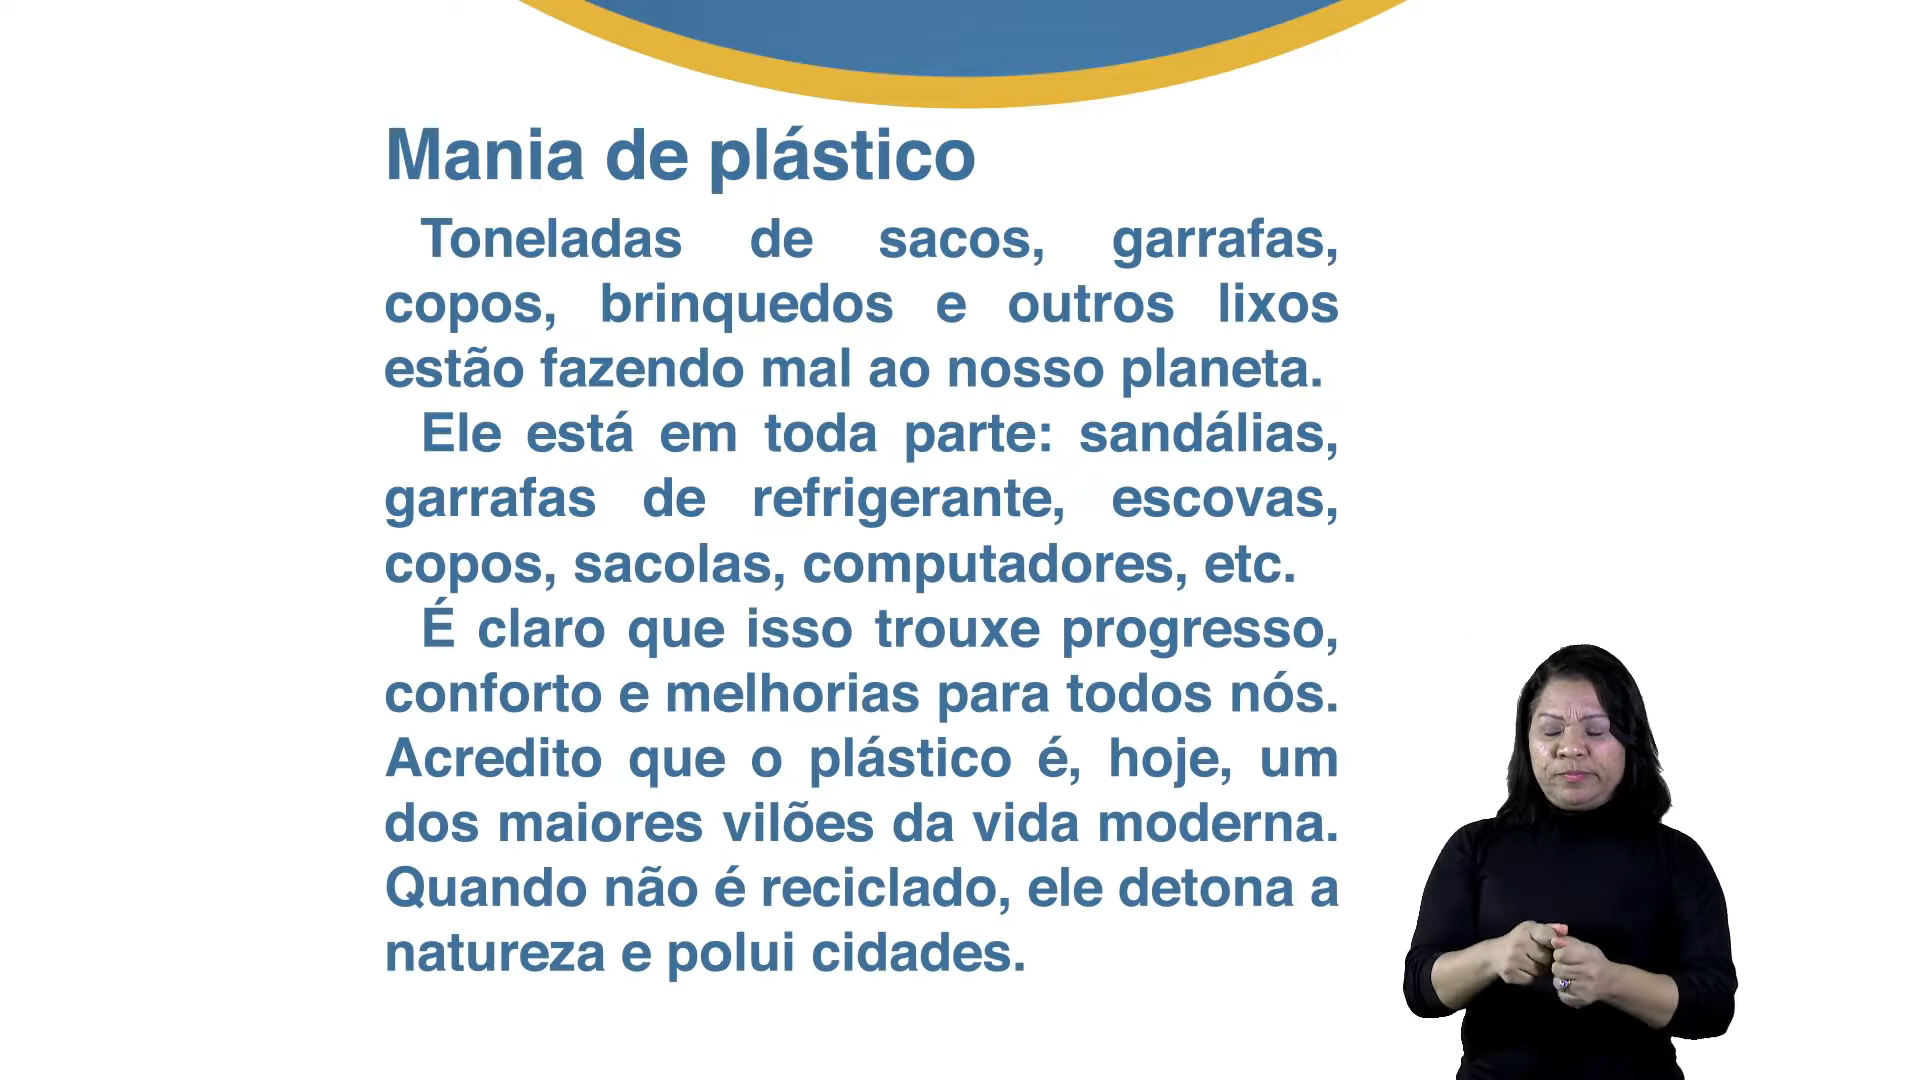 Mania de plástico
Toneladas de sacos, garrafas,
copos, brinquedos e outros lixos
estão fazendo mal ao nosso planeta.
Ele está em toda parte: sandálias,
garrafas de refrigerante, escovas,
copos, sacolas, computadores, etc.
É claro que isso trouxe progresso,
conforto e melhorias para todos nós.
Acredito que o plástico é, hoje, um
dos maiores vilões da vida moderna.
Quando não é reciclado, ele detona a
natureza e polui cidades.